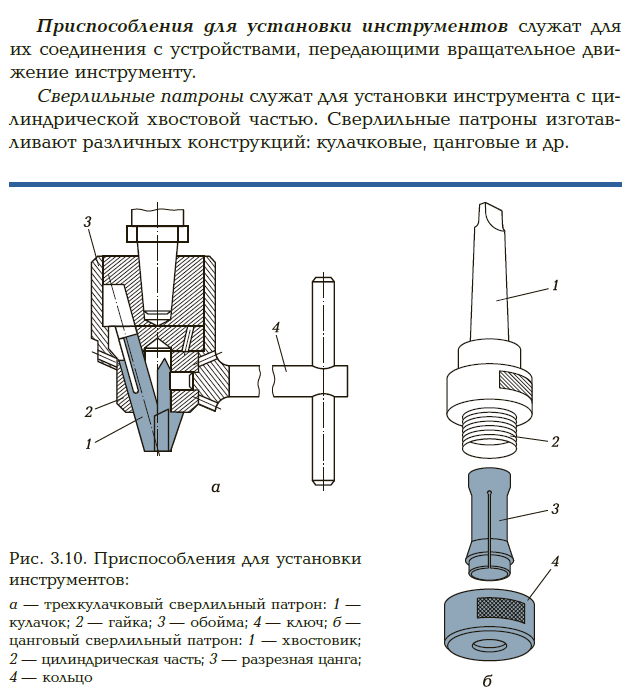 Приспособления для установки инструментов служат для
их соединения с устройствами, передающими вращательное дви-
жение инструменту.
Сверлильные патроны служат для установки инструмента с ци-
линдрической хвостовой частью. Сверлильные патроны изготав-
ливают различных конструкций: кулачковые, цанговые и др.
3
4
2
1
а
1
2
3
4
б
Рис. 3.10. Приспособления для установки
инструментов:
а — трехкулачковый сверлильный патрон: 1 —
кулачок; 2 — гайка; 3 — обойма; 4 — ключ; б —
цанговый сверлильный патрон: 1 — хвостовик;
2 — цилиндрическая часть; 3 — разрезная цанга;
4 — кольцо